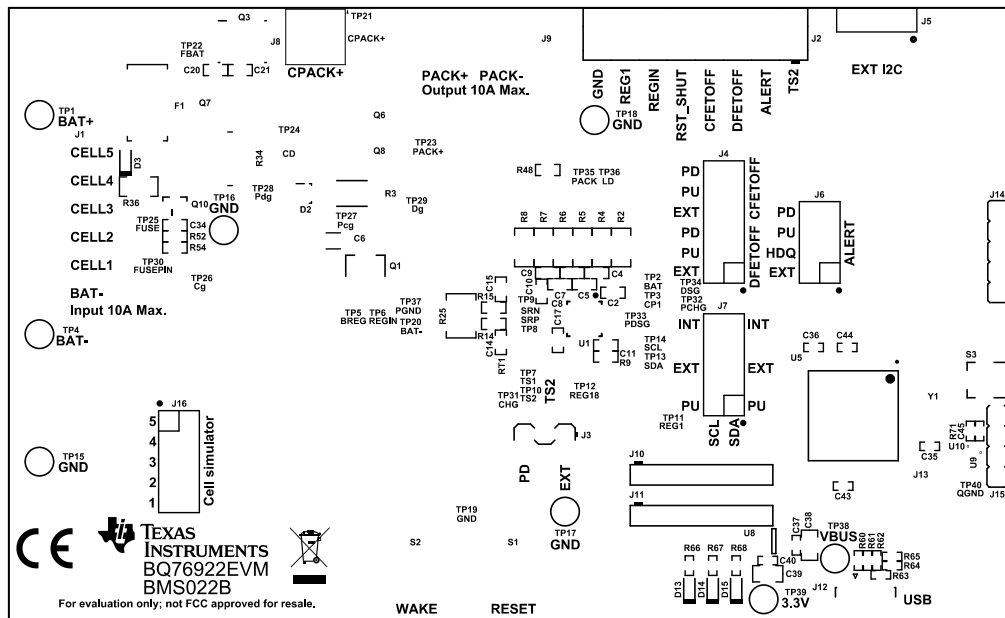 Q3
TP21
J8
CPACK+
J9
J2
J5
TP22
FBAT
C20
C21
CPACK+
PACK+ PACK-
Output 10A Max.
GND
REG1
REGIN
RST_SHUT
CFETOFF
DFETOFF
ALERT
TS2
EXT I2C
TP1
BAT+
F1
Q7
Q6
TP18
GND
J1
TP24
CD
R34
Q8
TP23
PACK+
CELL5
D3
CELL4
R36
CELL3
CELL2
CELL1
BAT-
Input 10A Max.
Q10
TP25
FUSE
C34
R52
R54
TP30
FUSEPIN
TP26
Cg
TP16
GND
TP28
Pdg
D2
TP27
Pcg
R3
TP29
Dg
C6
Q1
R48
TP35 TP36
PACK LD
R8
R7
R6
R5
R4
R2
C9
C4
C10
C7
C8
C5
C2
C15
R15
TP9
SRN
SRP
TP8
C17
R14
C14
RT1
R25
TP5
BREG
TP6
REGIN
TP37
PGND
TP20
BAT-
U1
C11
R9
TP2
BAT
TP3
CP1
TP33
PDSG
TP14
SCL
TP13
SDA
TP34
DSG
TP32
PCHG
J4
PD
PU
EXT
PD
PU
EXT
DFETOFF CFETOFF
J6
PD
PU
HDQ
EXT
ALERT
J14
J7
INT
INT
EXT
EXT
PU
PU
SCL
SDA
TP11
REG1
C36
C44
U5
S3
Y1
R71
C45
U10
U9
C35
J13
TP40
QGND
J15
C43
TP4
BAT-
TP7
TS1
TP10
TS2
TS2
TP31
CHG
TP12
REG18
J3
PD
EXT
J10
J11
TP15
GND
J16
5
4
3
2
1
Cell simulator
TP19
GND
TP17
GND
S2
S1
U8
C37
C38
TP38
VBUS
R60
R61
R62
R65
R64
R63
C40
C39
R66
R67
R68
D13
D14
D15
TP39
3.3V
J12
USB
CE
TEXAS
INSTRUMENTS
BQ76922EVM
BMS022B
For evaluation only; not FCC approved for resale.
WAKE
RESET